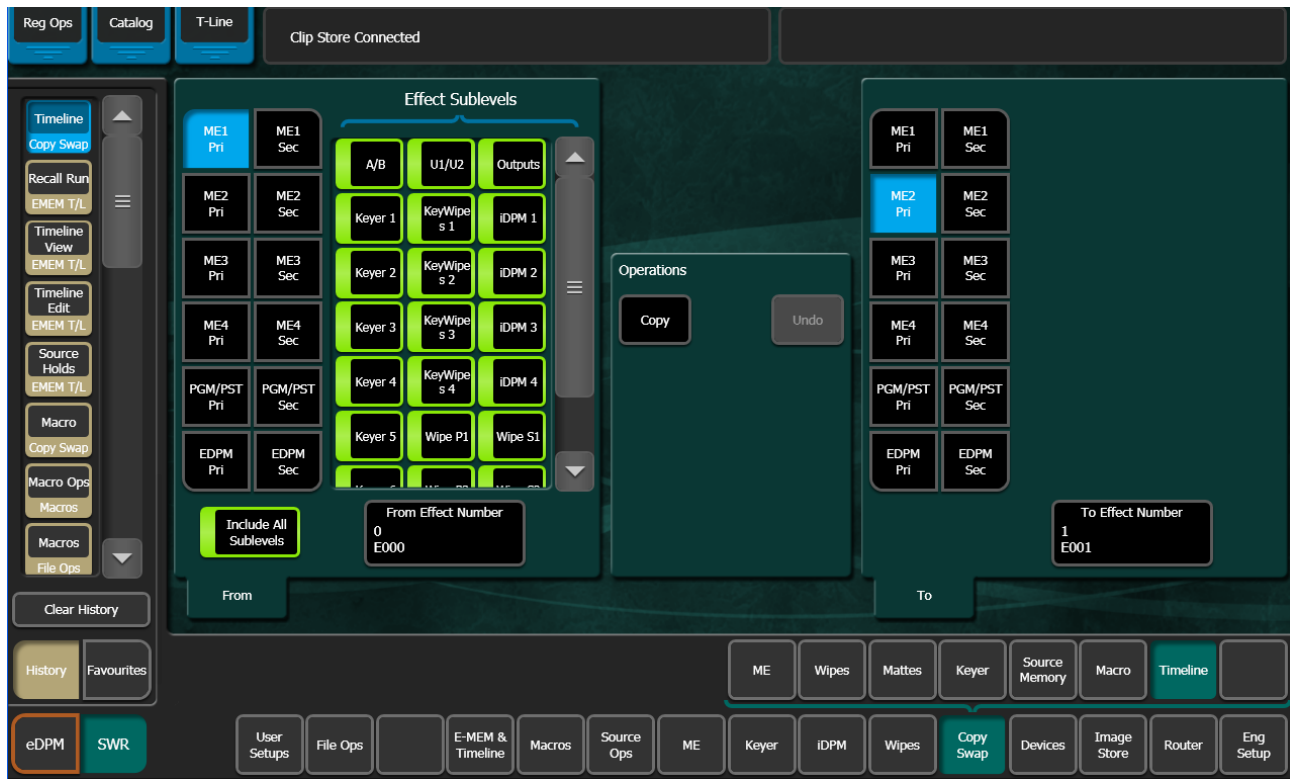 Reg Ops
Catalog
T-Line
Clip Store Connected
Timeline
Copy Swap
Recall Run
EMEM T/L
Timeline
View
EMEM T/L
Timeline
Edit
EMEM T/L
Source
Holds
EMEM T/L
Macro
Copy Swap
Macro Ops
Macros
Macros
File Ops
Clear History
History
Favourites
Effect Sublevels
ME1
Pri
ME1
Sec
ME2
Pri
ME2
Sec
ME3
Pri
ME3
Sec
ME4
Pri
ME4
Sec
PGM/PST
Pri
PGM/PST
Sec
EDPM
Pri
EDPM
Sec
A/B
U1/U2
Outputs
Keyer 1
KeyWipe
s 1
iDPM 1
Keyer 2
KeyWipe
s 2
iDPM 2
Keyer 3
KeyWipe
s 3
iDPM 3
Keyer 4
KeyWipe
s 4
iDPM 4
Keyer 5
Wipe P1
Wipe S1
Include All
Sublevels
From Effect Number
0
E000
From
Operations
Copy
Undo
ME1
Pri
ME1
Sec
ME2
Pri
ME2
Sec
ME3
Pri
ME3
Sec
ME4
Pri
ME4
Sec
PGM/PST
Pri
PGM/PST
Sec
EDPM
Pri
EDPM
Sec
To Effect Number
1
E001
To
ME
Wipes
Mattes
Keyer
Source
Memory
Macro
Timeline
eDPM
SWR
User
Setups
File Ops
E-MEM &
Timeline
Macros
Source
Ops
ME
Keyer
iDPM
Wipes
Copy
Swap
Devices
Image
Store
Router
Eng
Setup